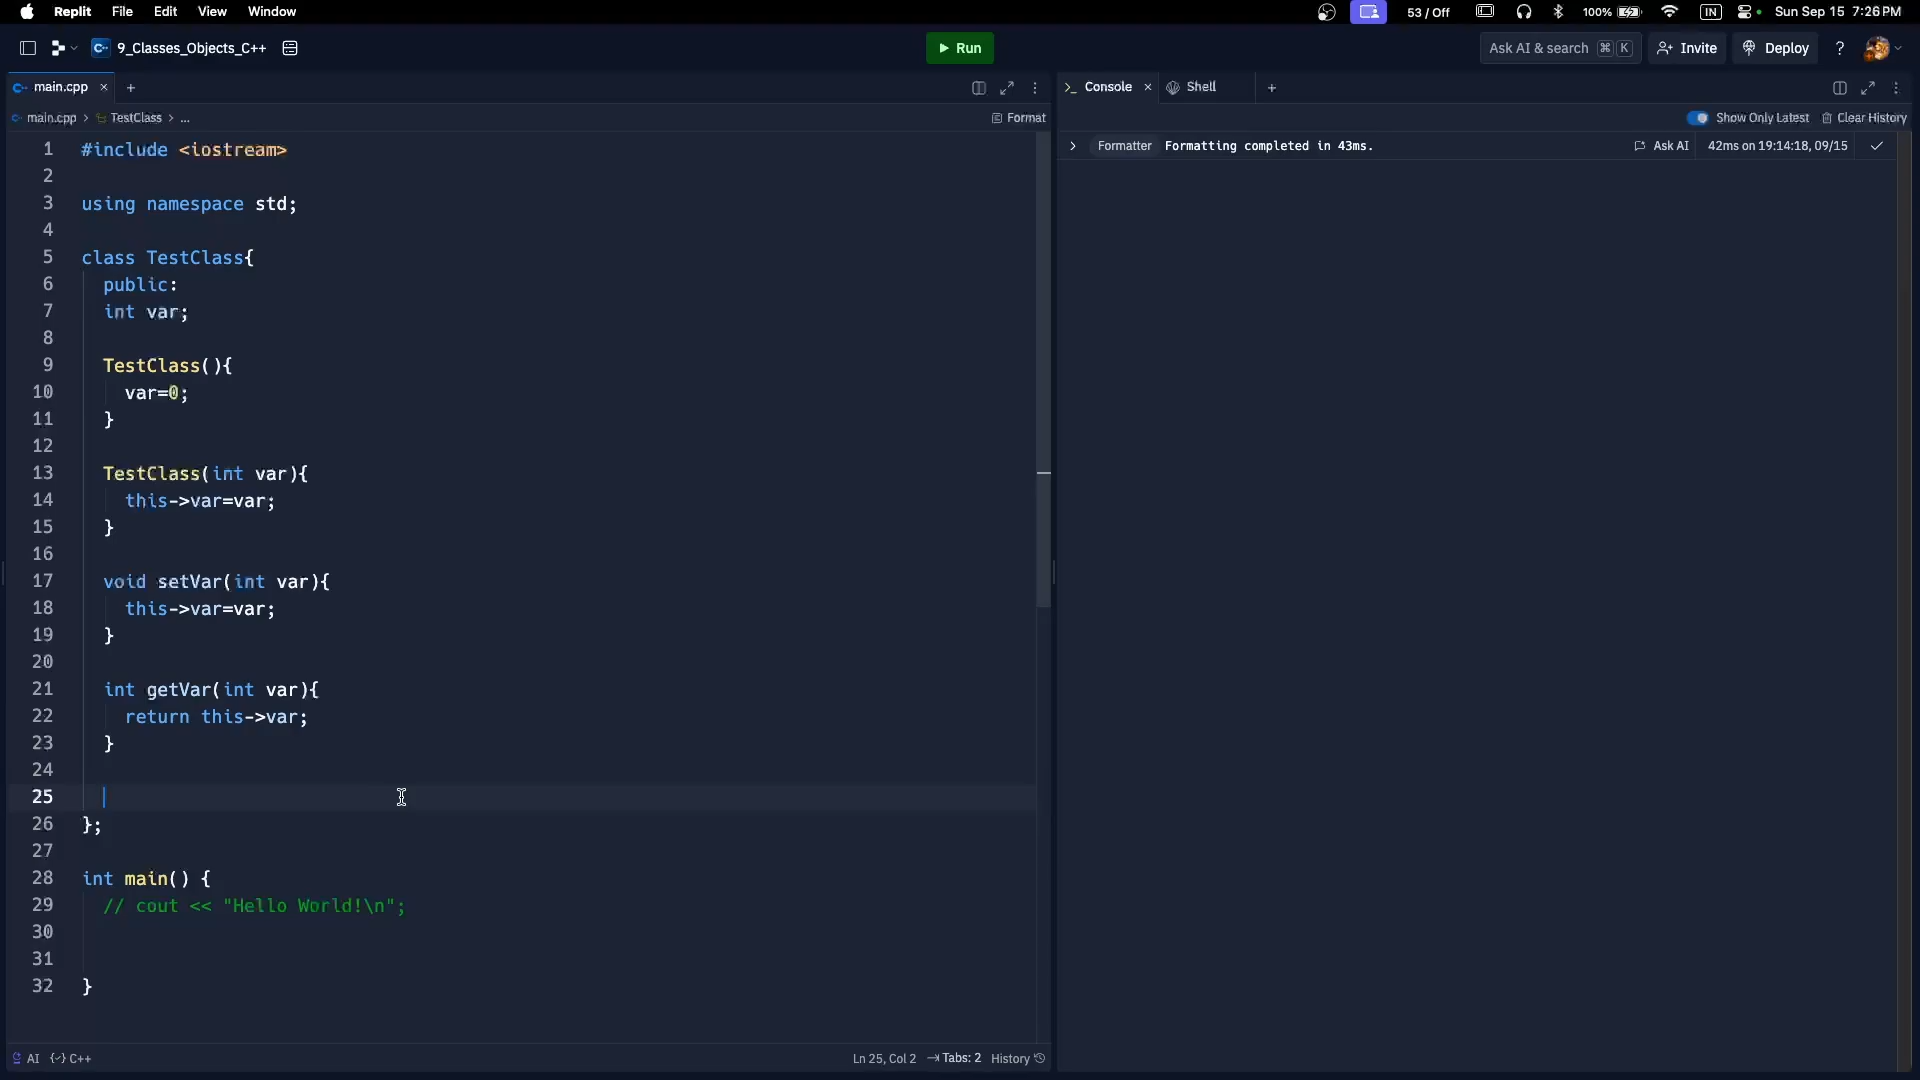 Replit File Edit View Window 53 / Off 100% IN Sun Sep 15 7:26 PM
9_Classes_Objects_C++ Run Ask AI & search ⌘ K Invite Deploy ?
main.cpp × + Console × Shell +
main.cpp > TestClass > ... Format Show Only Latest Clear History
Formatter Formatting completed in 43ms. Ask AI 42ms on 19:14:18, 09/15
1 #include <iostream>
2
3 using namespace std;
4
5 class TestClass{
6 public:
7 int var;
8
9 TestClass(){
10 var=0;
11 }
12
13 TestClass(int var){
14 this->var=var;
15 }
16
17 void setVar(int var){
18 this->var=var;
19 }
20
21 int getVar(int var){
22 return this->var;
23 }
24
25
26 };
27
28 int main() {
29 // cout << "Hello World!\n";
30
31
32 }
AI C++ Ln 25, Col 2 Tabs: 2 History